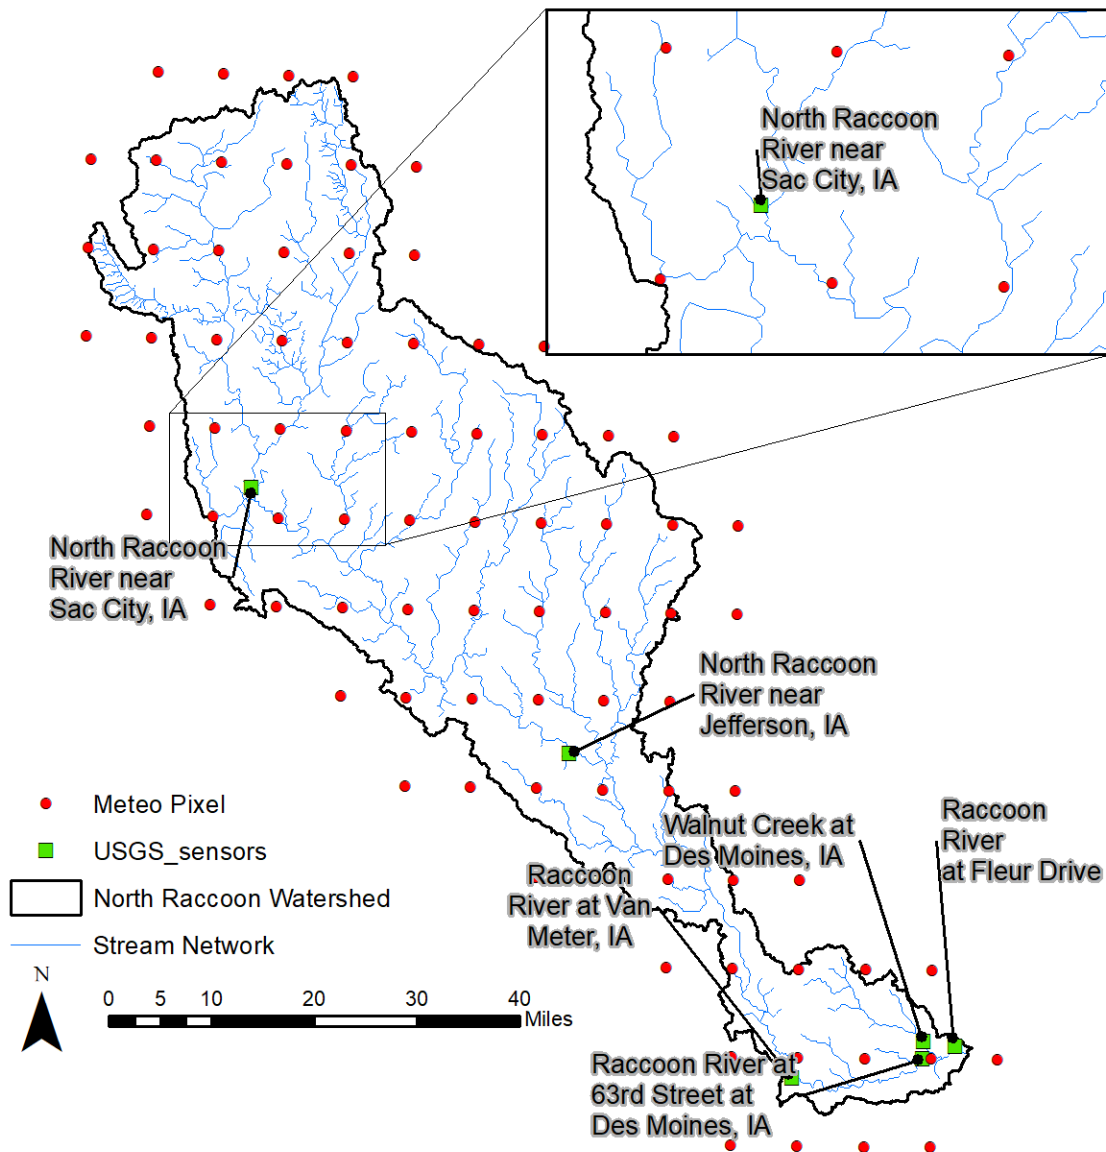 North Raccoon
River near
Sac City, IA
North Raccoon
River near
Sac City, IA
North Raccoon
River near
Jefferson, IA
Meteo Pixel
USGS_sensors
North Raccoon Watershed
Stream Network
Walnut Creek at
Des Moines, IA
Raccoon
River
at Fleur Drive
Raccoon
River at Van
Meter, IA
N
0 5 10 20 30 40
Miles
Raccoon River at
63rd Street at
Des Moines, IA